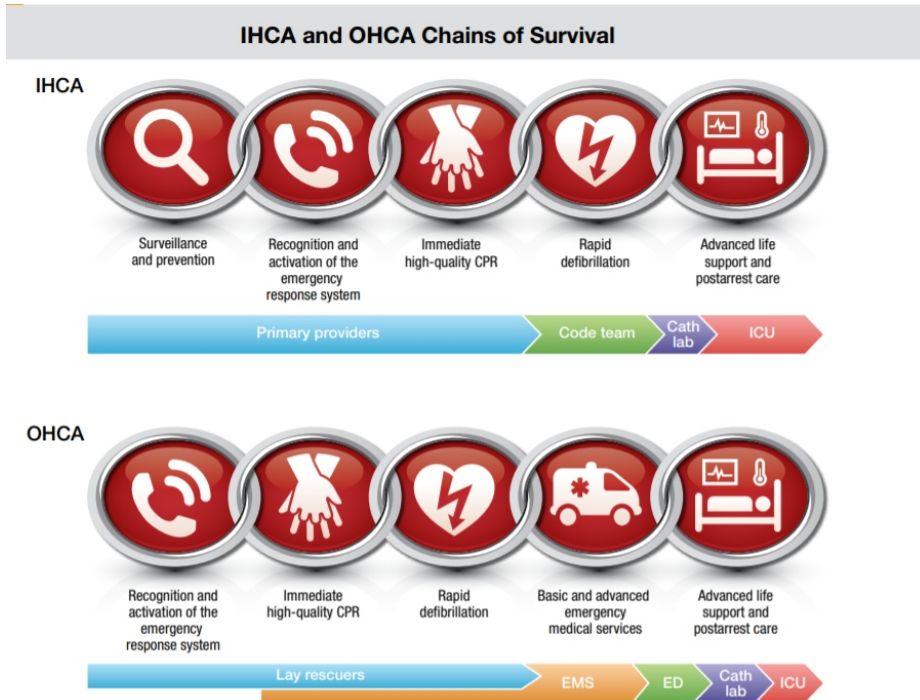 IHCA and OHCA Chains of Survival
IHCA
Surveillance
and prevention
Recognition and
activation of the
emergency
response system
Immediate
high-quality CPR
Rapid
defibrillation
Advanced life
support and
postarrest care
Primary providers
Code team
Cath
lab
ICU
OHCA
Recognition and
activation of the
emergency
response system
Immediate
high-quality CPR
Rapid
defibrillation
Basic and advanced
emergency
medical services
Advanced life
support and
postarrest care
Lay rescuers
EMS
ED
Cath
lab
ICU